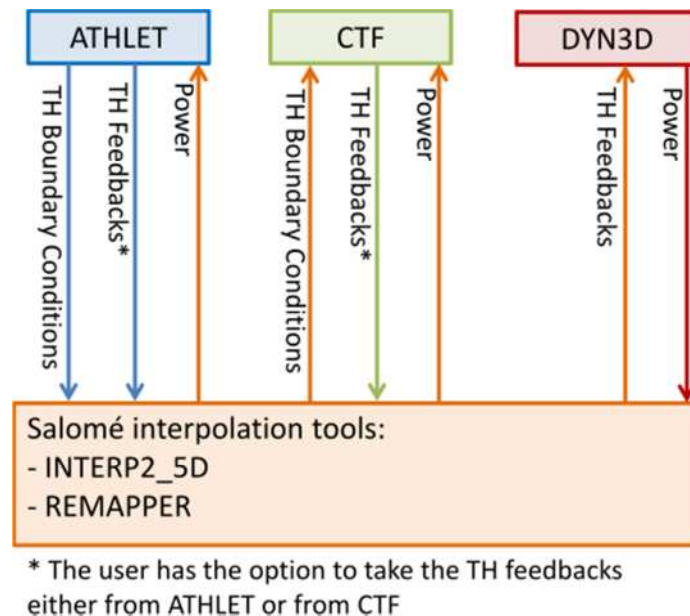 ATHLET
CTF
DYN3D
TH Boundary Conditions
TH Feedbacks*
Power
TH Boundary Conditions
TH Feedbacks*
Power
TH Feedbacks
Power
Salomé interpolation tools:
- INTERP2_5D
- REMAPPER
* The user has the option to take the TH feedbacks
either from ATHLET or from CTF